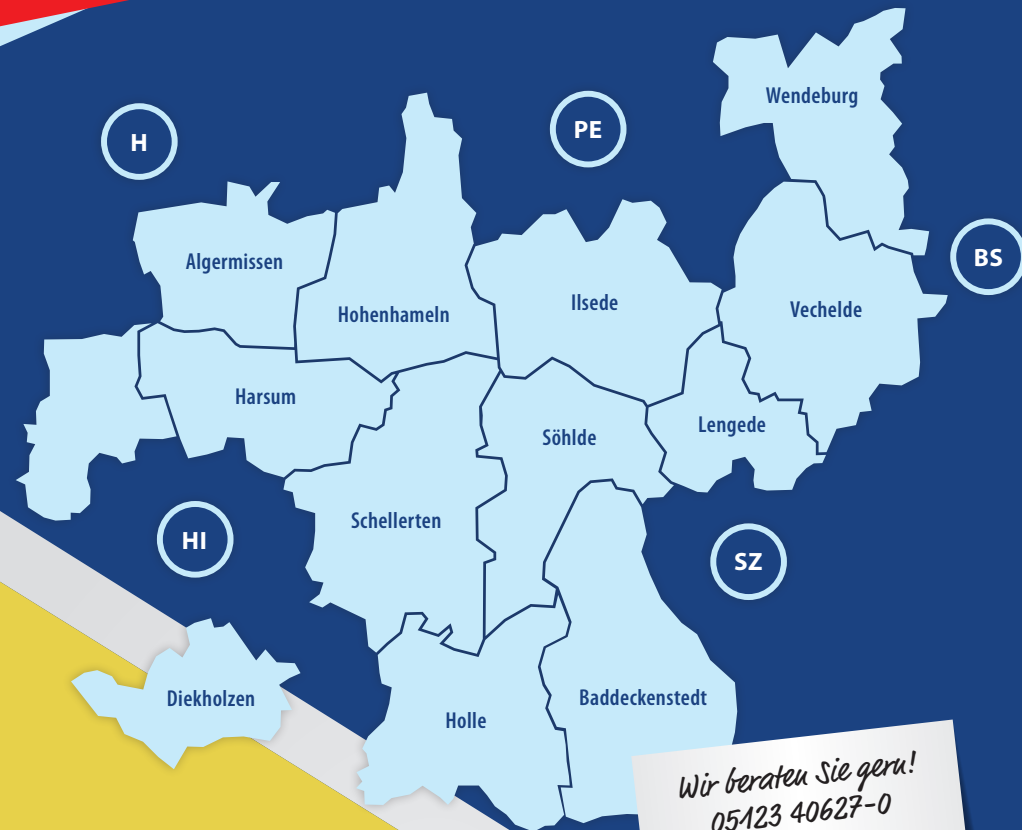 Wendeburg
H
PE
BS
Algermissen
Hohenhameln
Ilsede
Vechelde
Harsum
Söhlde
Lengede
Schellerten
HI
SZ
Diekholzen
Holle
Baddeckenstedt
Wir beraten Sie gern!
05123 40627-0